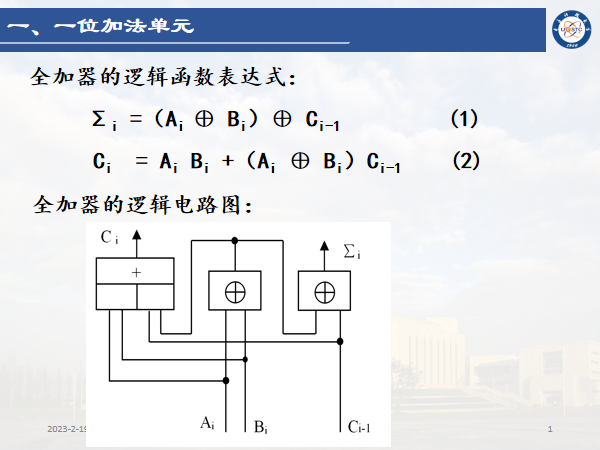 一、一位加法单元
全加器的逻辑函数表达式：
Σi =（Ai ⊕ Bi）⊕ Ci-1 (1)
Ci = Ai Bi +（Ai ⊕ Bi）Ci-1 (2)
全加器的逻辑电路图：
Ci
Σi
+
⊕ ⊕
Ai Bi Ci-1
2023-2-19 1